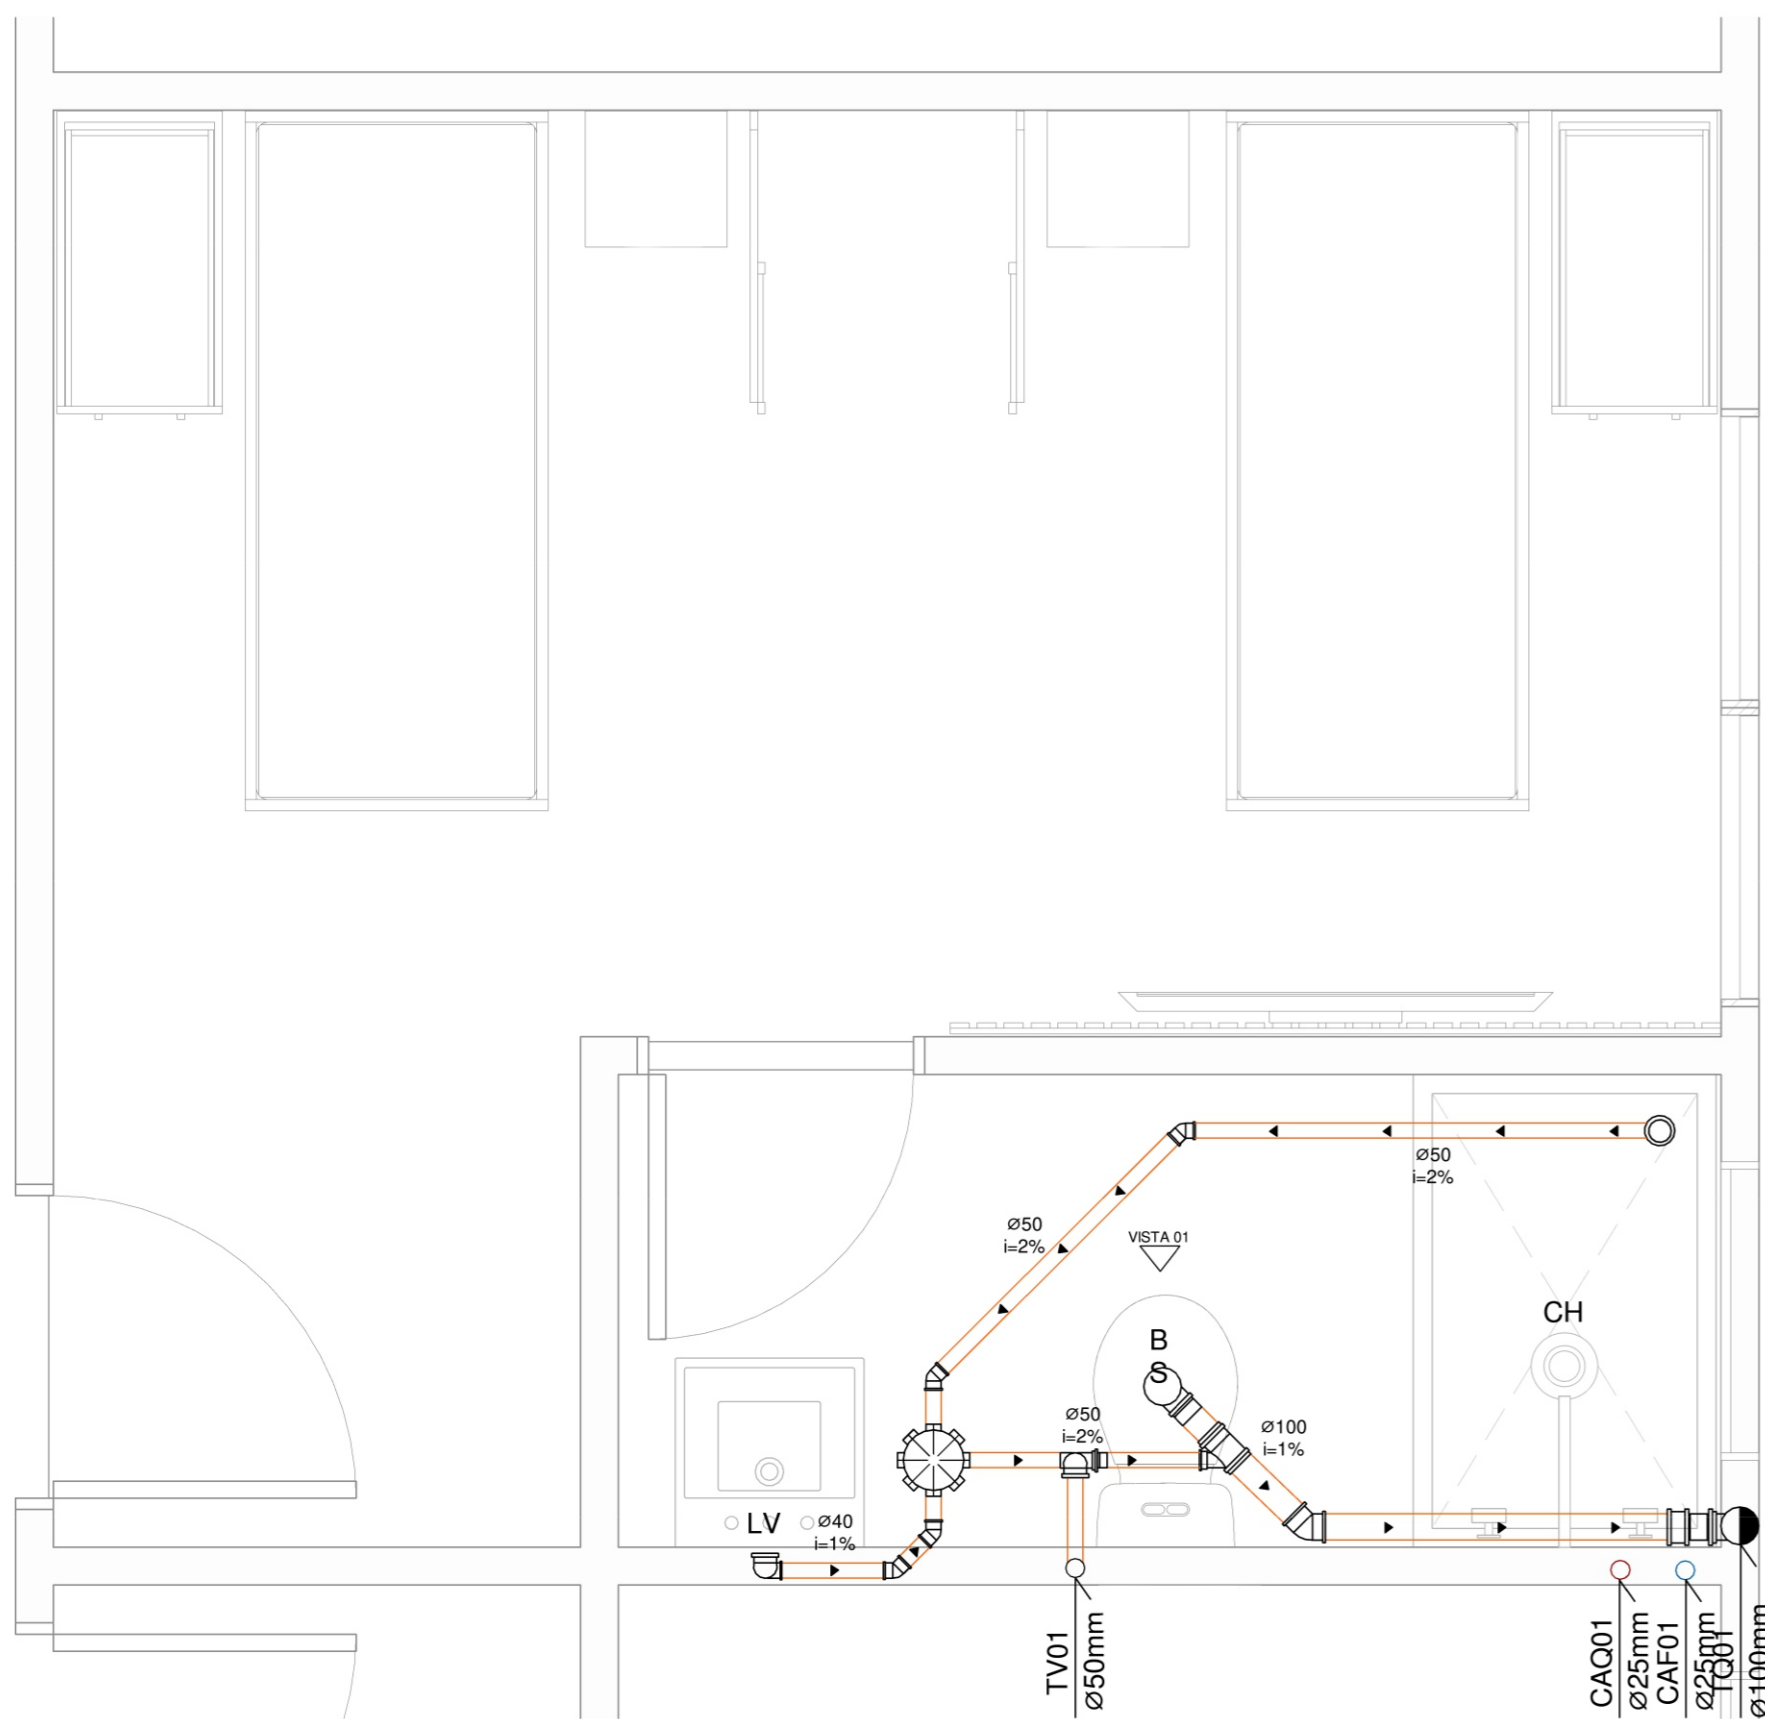 Ø50
i=2%
Ø50
i=2%
VISTA 01
CH
B
S
Ø50
i=2%
Ø100
i=1%
LV
Ø40
i=1%
TV01
Ø50mm
CAQ01
Ø25mm
CAF01
Ø25mm
TQ01
Ø100mm